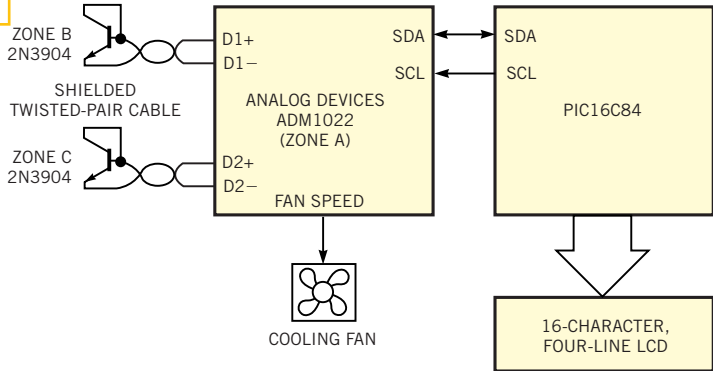 ZONE B
2N3904
SHIELDED
TWISTED-PAIR CABLE
ZONE C
2N3904
D1+
D1−
D2+
D2−
ANALOG DEVICES
ADM1022
(ZONE A)
FAN SPEED
SDA
SCL
SDA
SCL
PIC16C84
COOLING FAN
16-CHARACTER,
FOUR-LINE LCD